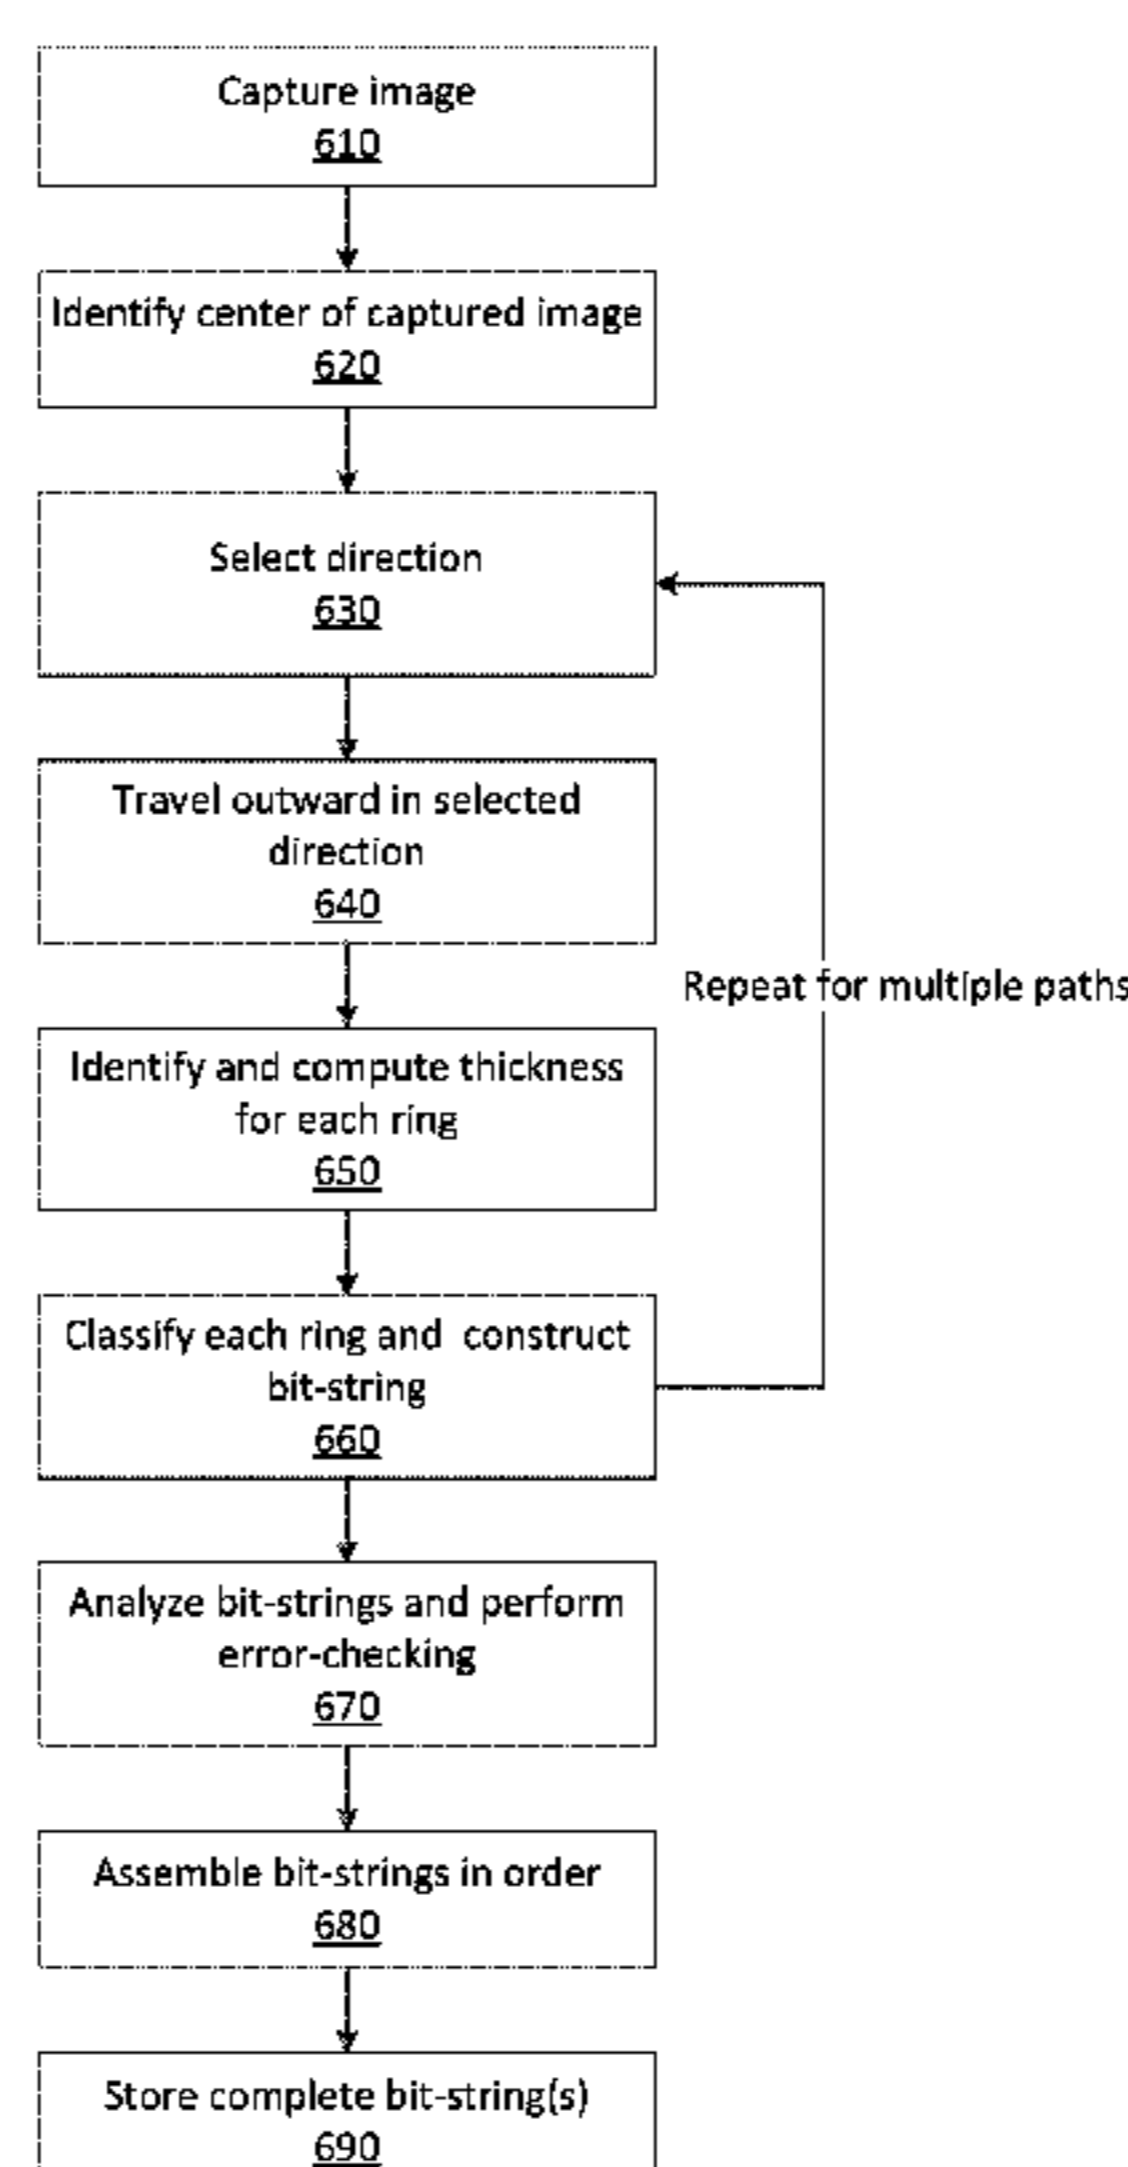 Capture image
610
Identify center of captured image
620
Select direction
630
Travel outward in selected
direction
640
Repeat for multiple paths
Identify and compute thickness
for each ring
650
Classify each ring and construct
bit-string
660
Analyze bit-strings and perform
error-checking
670
Assemble bit-strings in order
680
Store complete bit-string(s)
690